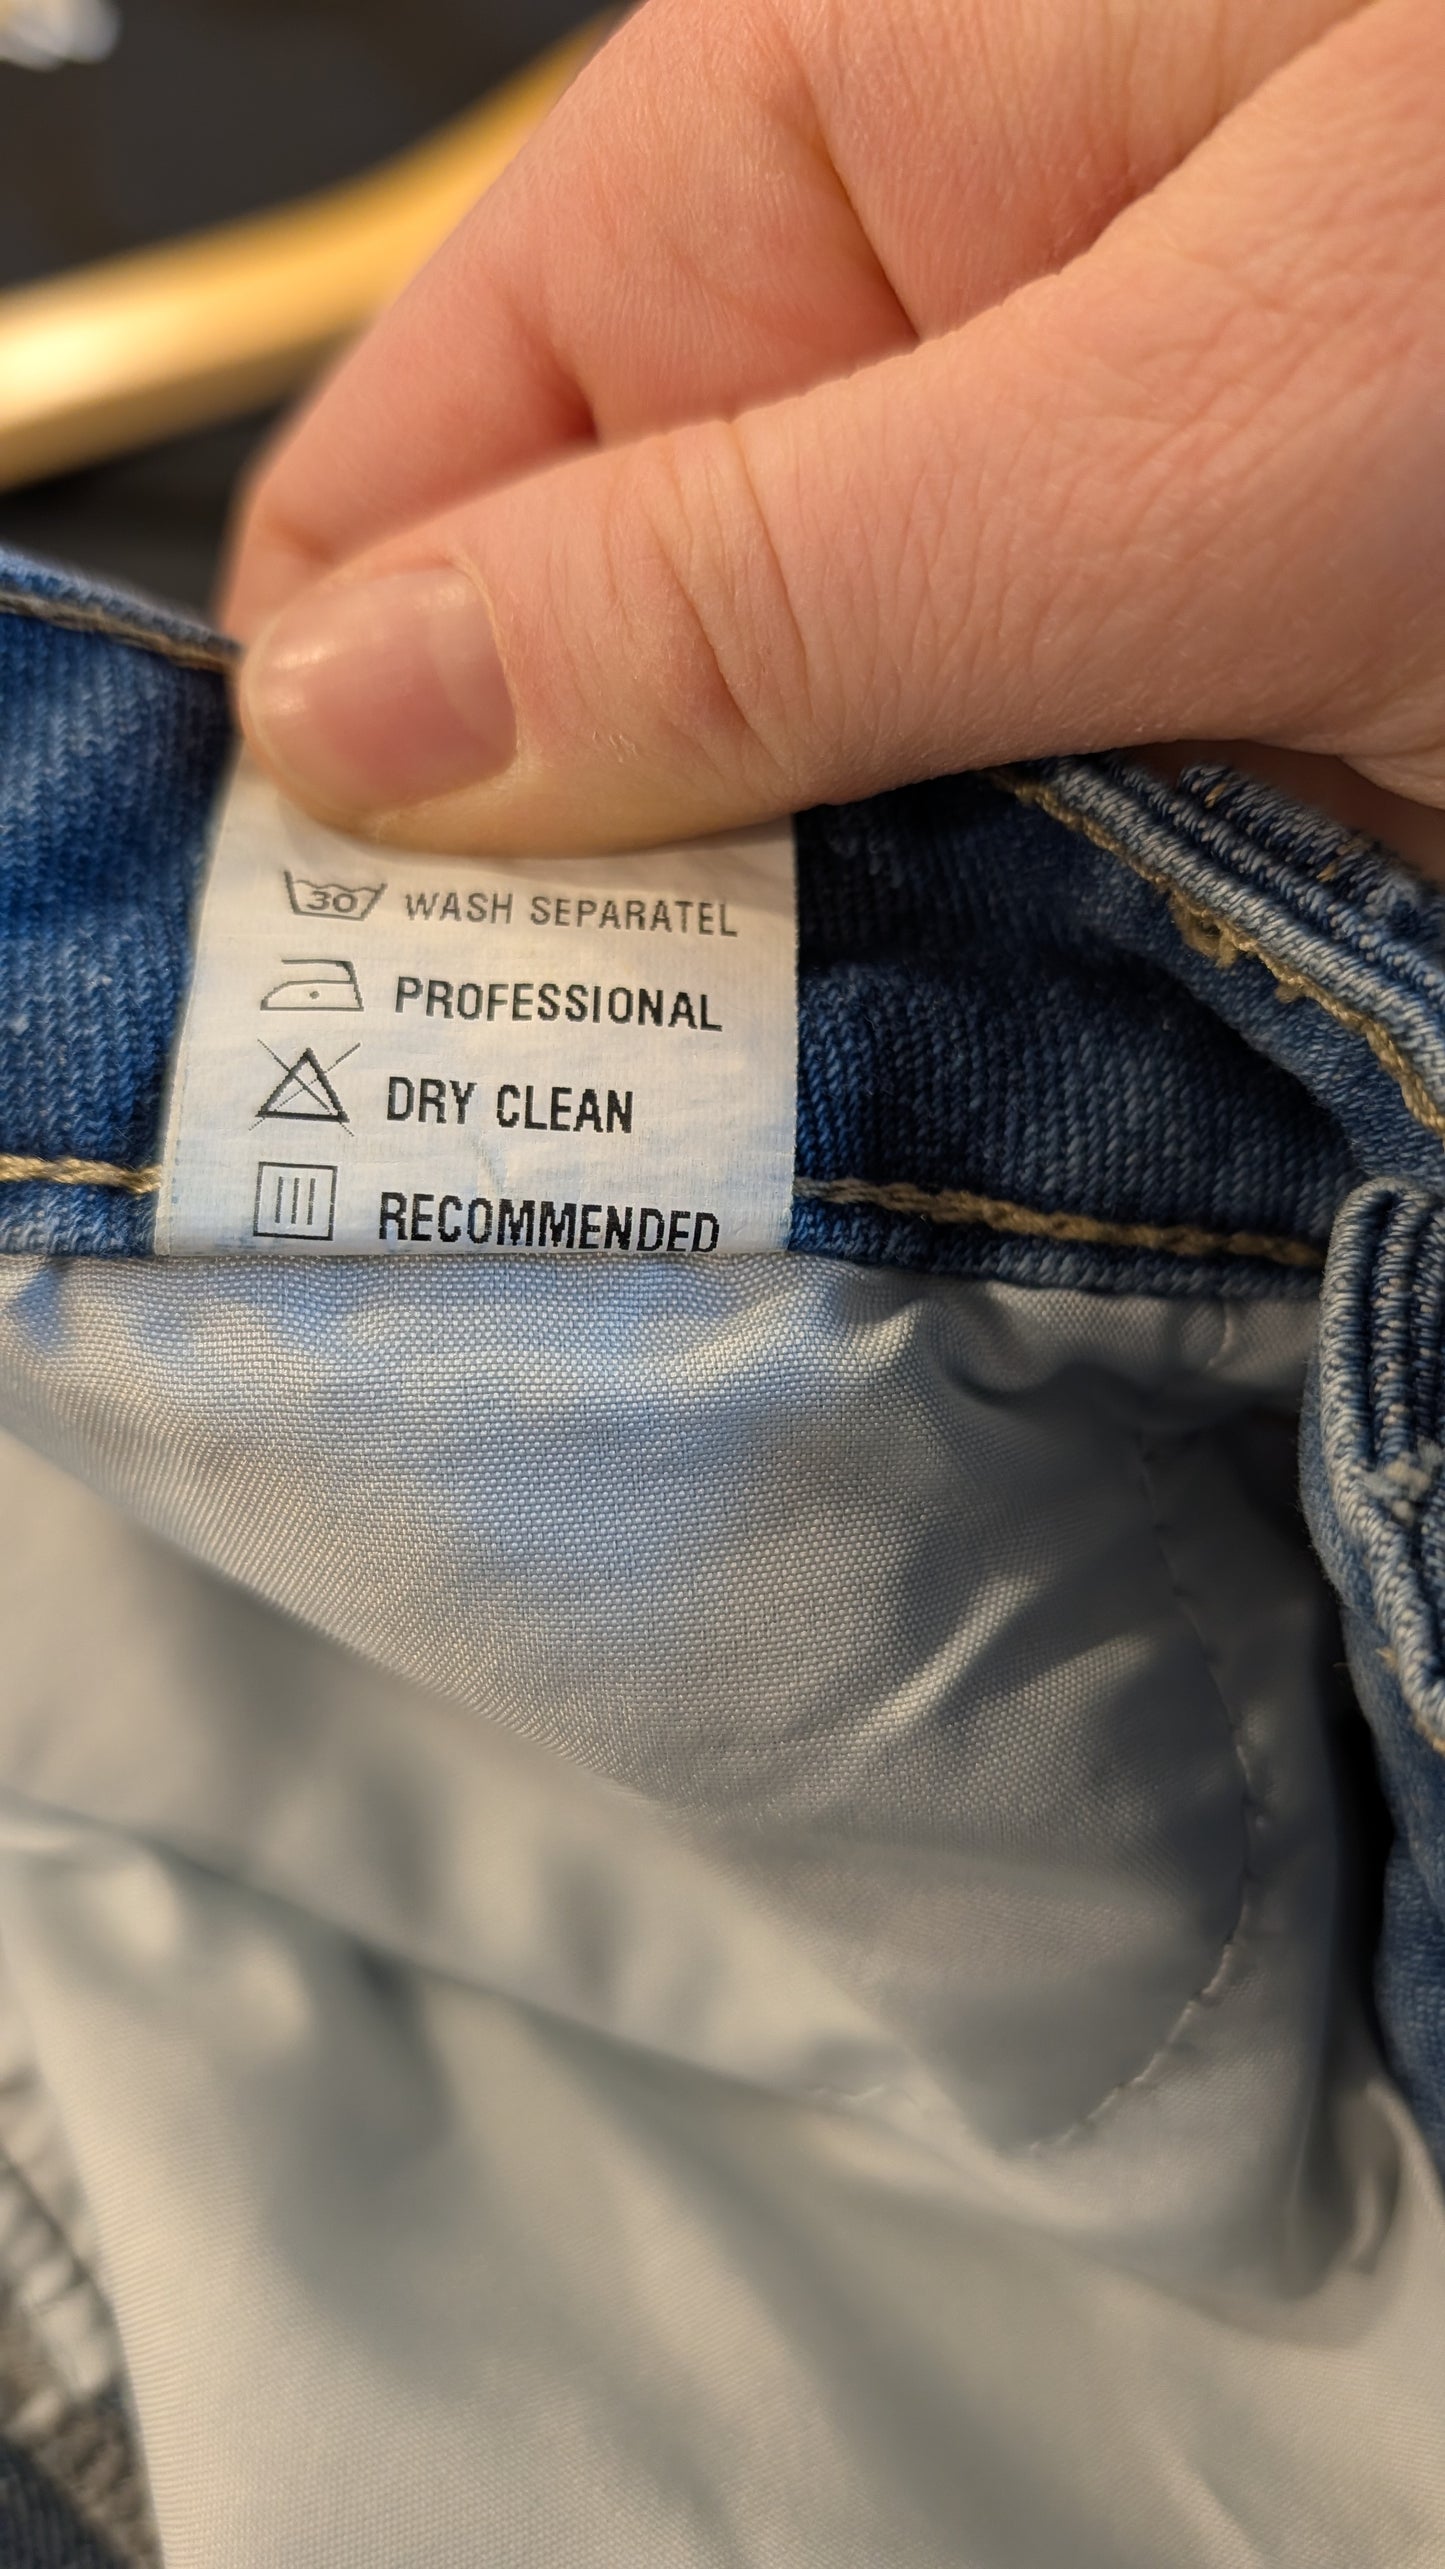 30 WASH SEPARATEL
PROFESSIONAL
DRY CLEAN
RECOMMENDED